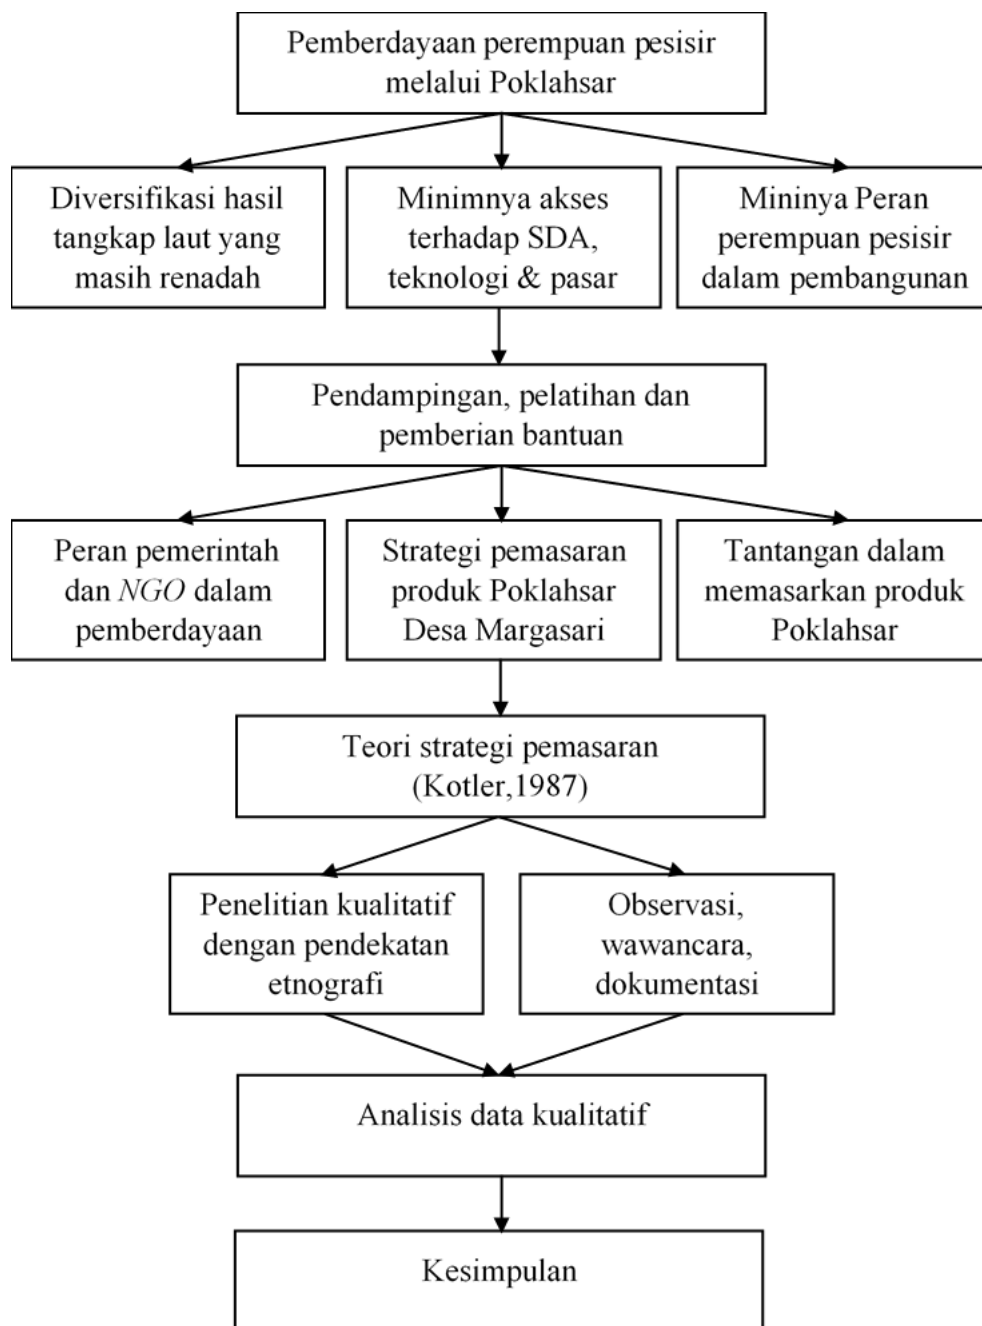 Pemberdayaan perempuan pesisir
melalui Poklahsar
Diversifikasi hasil
tangkap laut yang
masih renadah
Minimnya akses
terhadap SDA,
teknologi & pasar
Mininya Peran
perempuan pesisir
dalam pembangunan
Pendampingan, pelatihan dan
pemberian bantuan
Peran pemerintah
dan NGO dalam
pemberdayaan
Strategi pemasaran
produk Poklahsar
Desa Margasari
Tantangan dalam
memasarkan produk
Poklahsar
Teori strategi pemasaran
(Kotler,1987)
Penelitian kualitatif
dengan pendekatan
etnografi
Observasi,
wawancara,
dokumentasi
Analisis data kualitatif
Kesimpulan